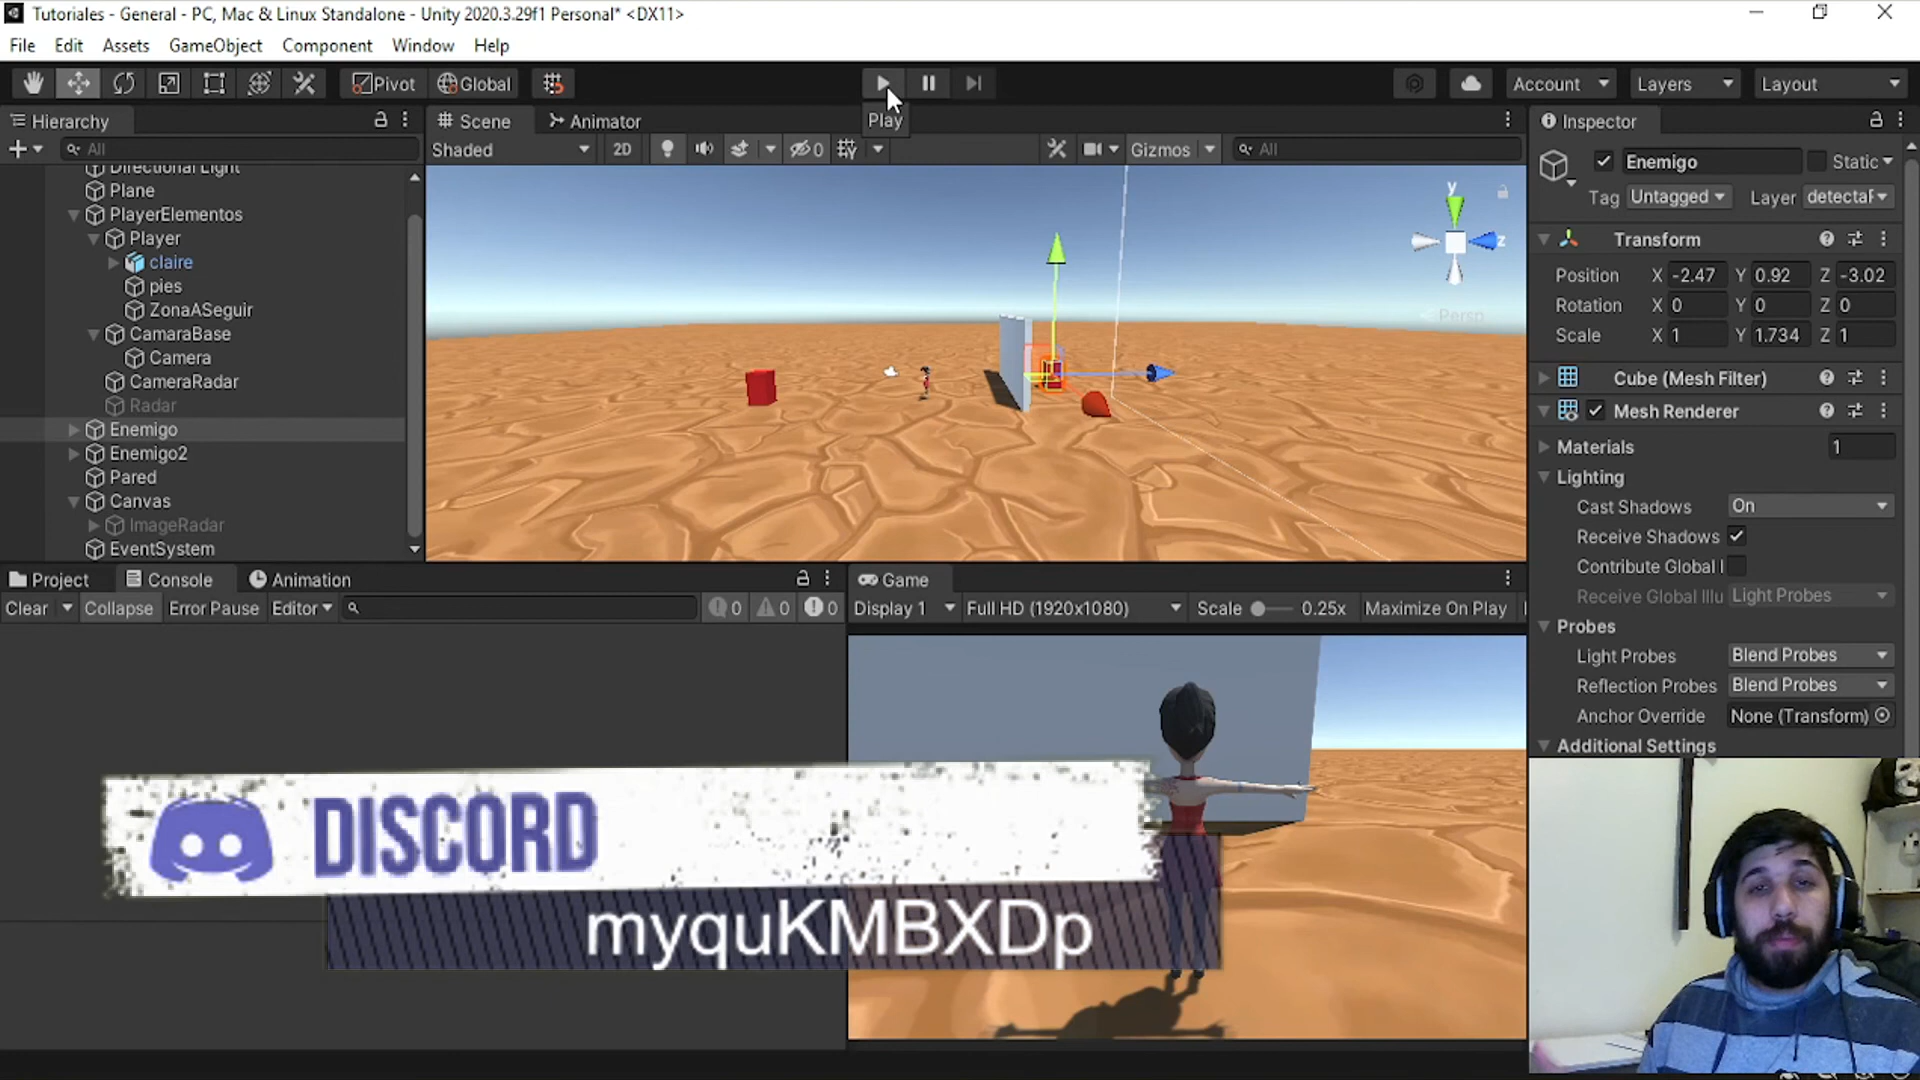 Tutoriales - General - PC, Mac & Linux Standalone - Unity 2020.3.29f1 Personal* <DX11>
File Edit Assets GameObject Component Window Help
Pivot Global Account Layers Layout
Play
Hierarchy
All
Directional Light
Plane
PlayerElementos
Player
claire
pies
ZonaASeguir
CamaraBase
Camera
CameraRadar
Radar
Enemigo
Enemigo2
Pared
Canvas
ImageRadar
EventSystem
Scene Animator
Shaded 2D 0 Gizmos All
y
z
Persp
Inspector
Enemigo Static
Tag Untagged Layer
Transform
Position X -2.47 Y 0.92 Z -3.02
Rotation X 0 Y 0 Z 0
Scale X 1 Y 1.734 Z 1
Cube (Mesh Filter)
Mesh Renderer
Materials 1
Lighting
Cast Shadows On
Receive Shadows
Contribute Global I
Receive Global Illu Light Probes
Probes
Light Probes Blend Probes
Reflection Probes Blend Probes
Anchor Override None (Transform)
Additional Settings
Project Console Animation
Clear Collapse Error Pause Editor 0 0 0
Game
Display 1 Full HD (1920x1080) Scale 0.25x Maximize On Play
DISCORD
myquKMBXDp